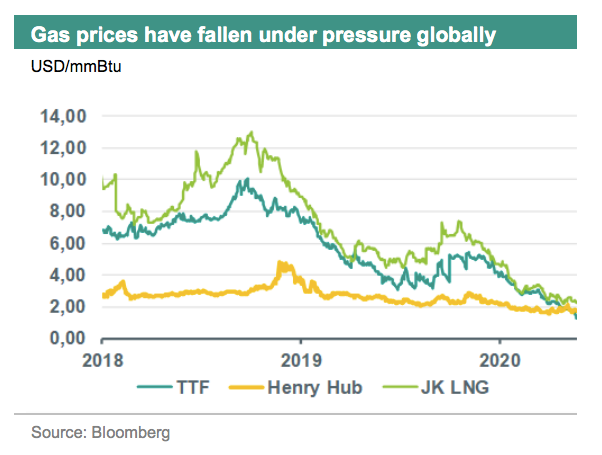 Gas prices have fallen under pressure globally
USD/mmBtu
14,00
12,00
10,00
8,00
6,00
4,00
2,00
0,00
2018 2019 2020
TTF Henry Hub JK LNG
Source: Bloomberg